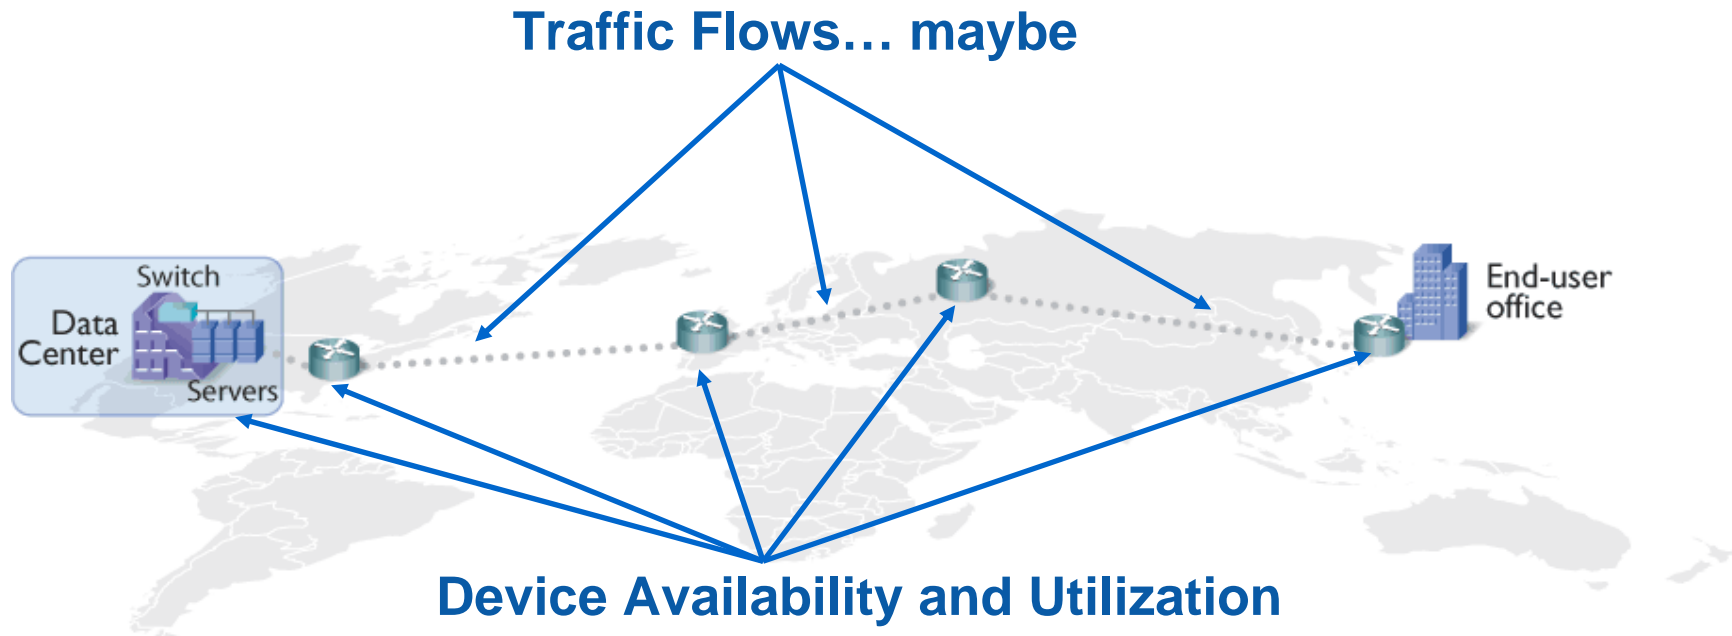 Traffic Flows… maybe
Switch
Data
Center
Servers
End-user
office
Device Availability and Utilization